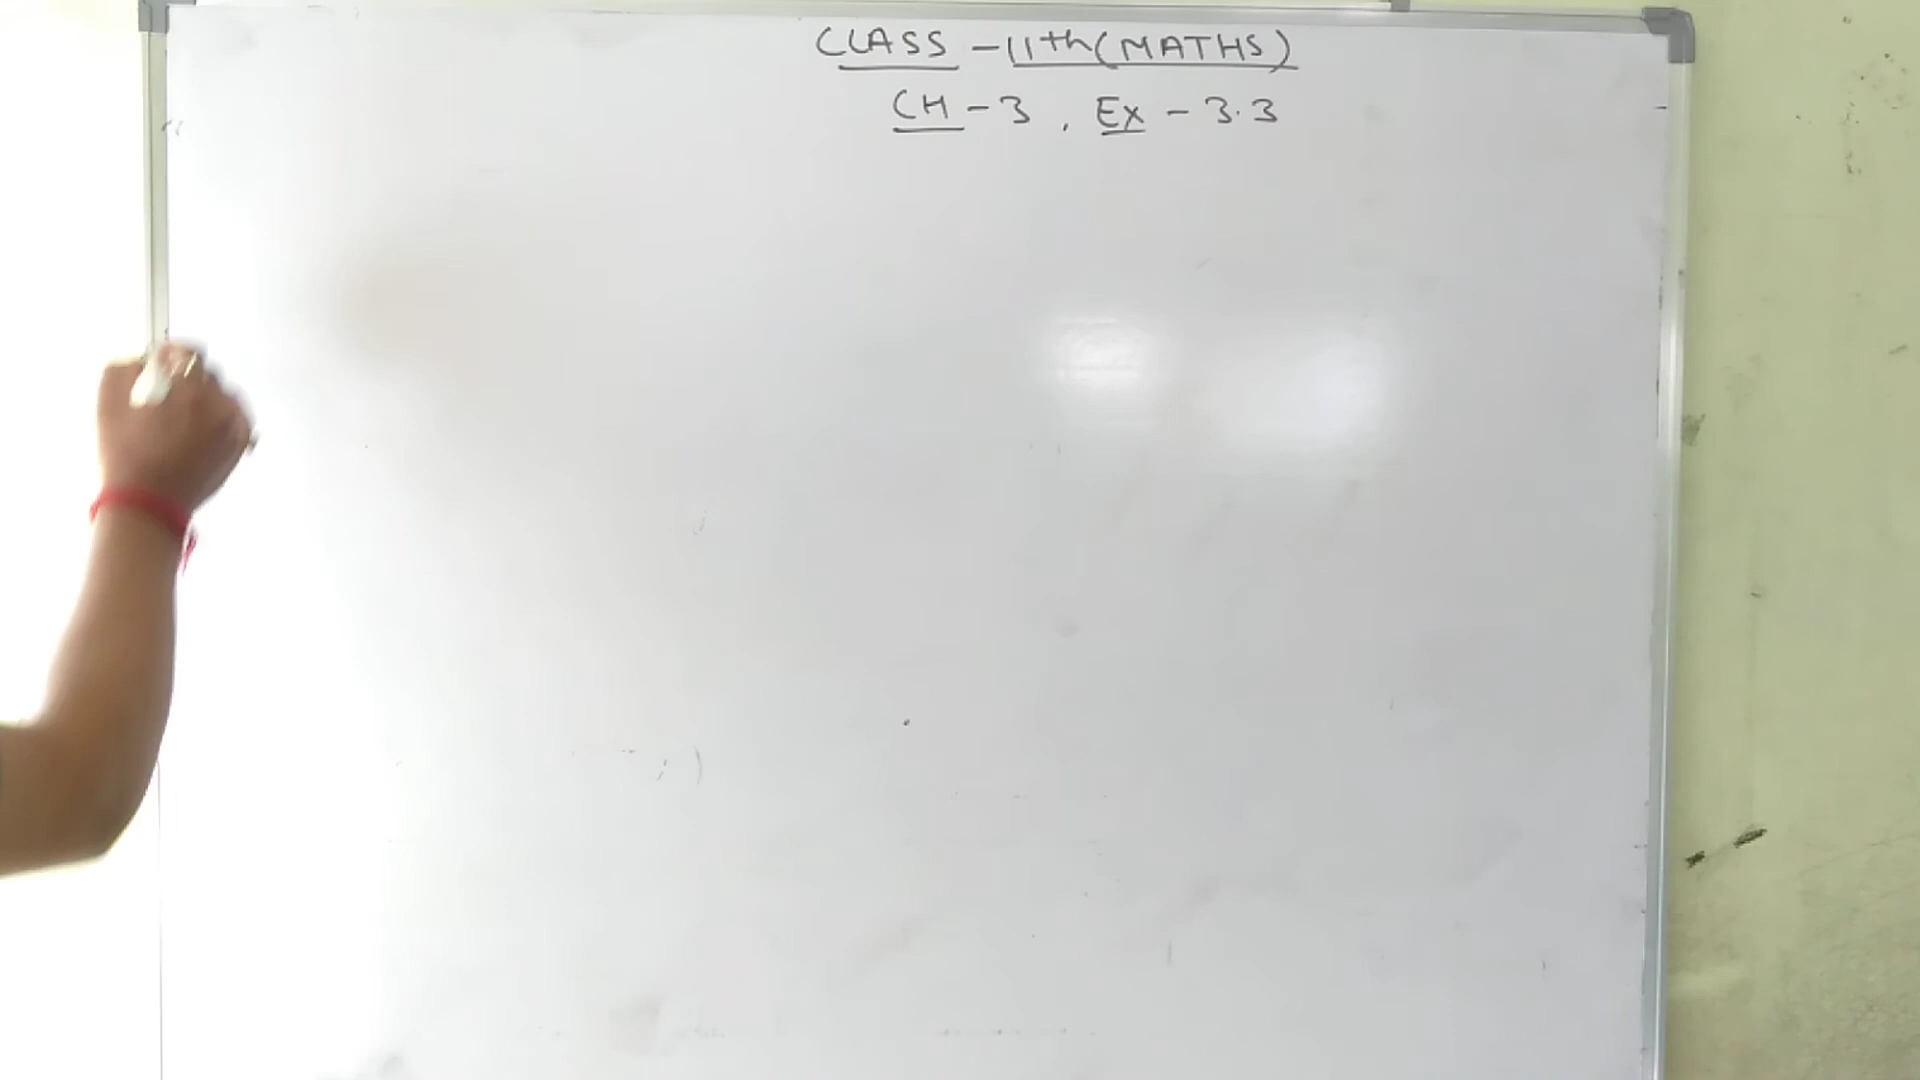 CLASS - 11th (MATHS)
CH - 3, Ex - 3.3